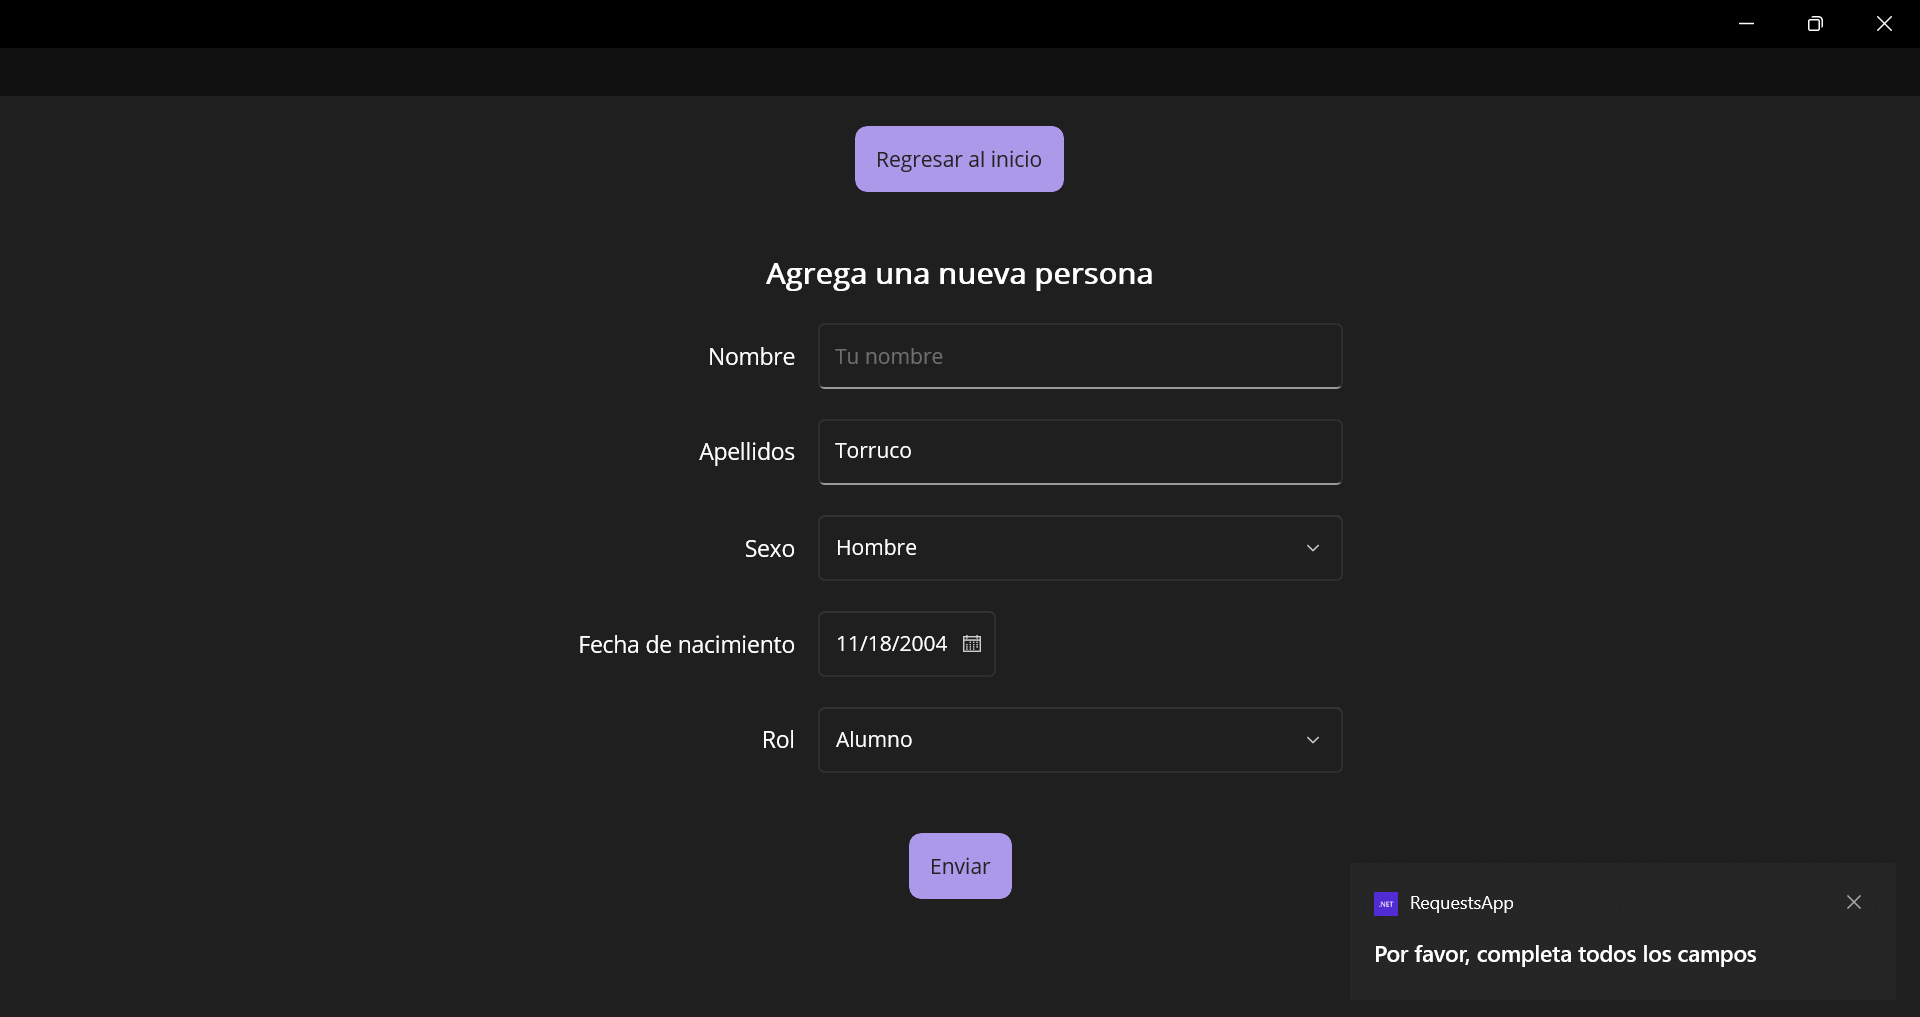 Regresar al inicio
Agrega una nueva persona
Nombre
Tu nombre
Apellidos
Torruco
Sexo
Hombre
Fecha de nacimiento
11/18/2004
Rol
Alumno
Enviar
.NET
RequestsApp
Por favor, completa todos los campos